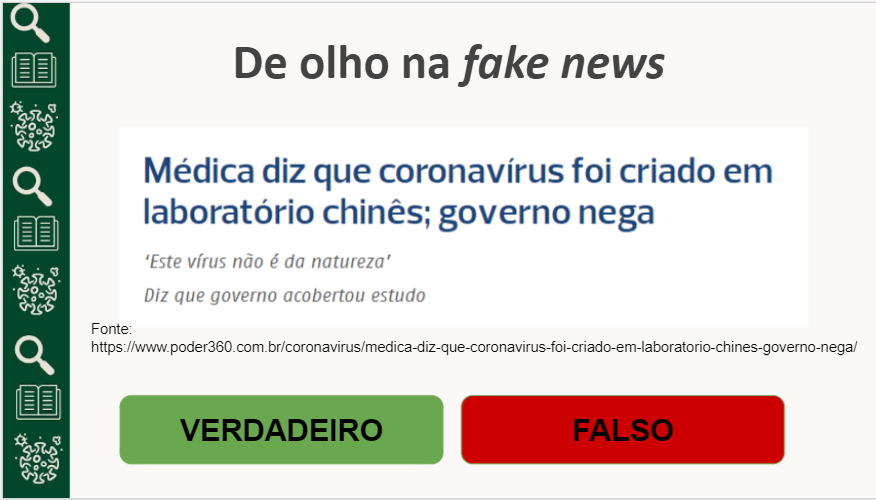 De olho na fake news
Médica diz que coronavírus foi criado em
laboratório chinês; governo nega
‘Este vírus não é da natureza’
Diz que governo acobertou estudo
Fonte:
https://www.poder360.com.br/coronavirus/medica-diz-que-coronavirus-foi-criado-em-laboratorio-chines-governo-nega/
VERDADEIRO
FALSO